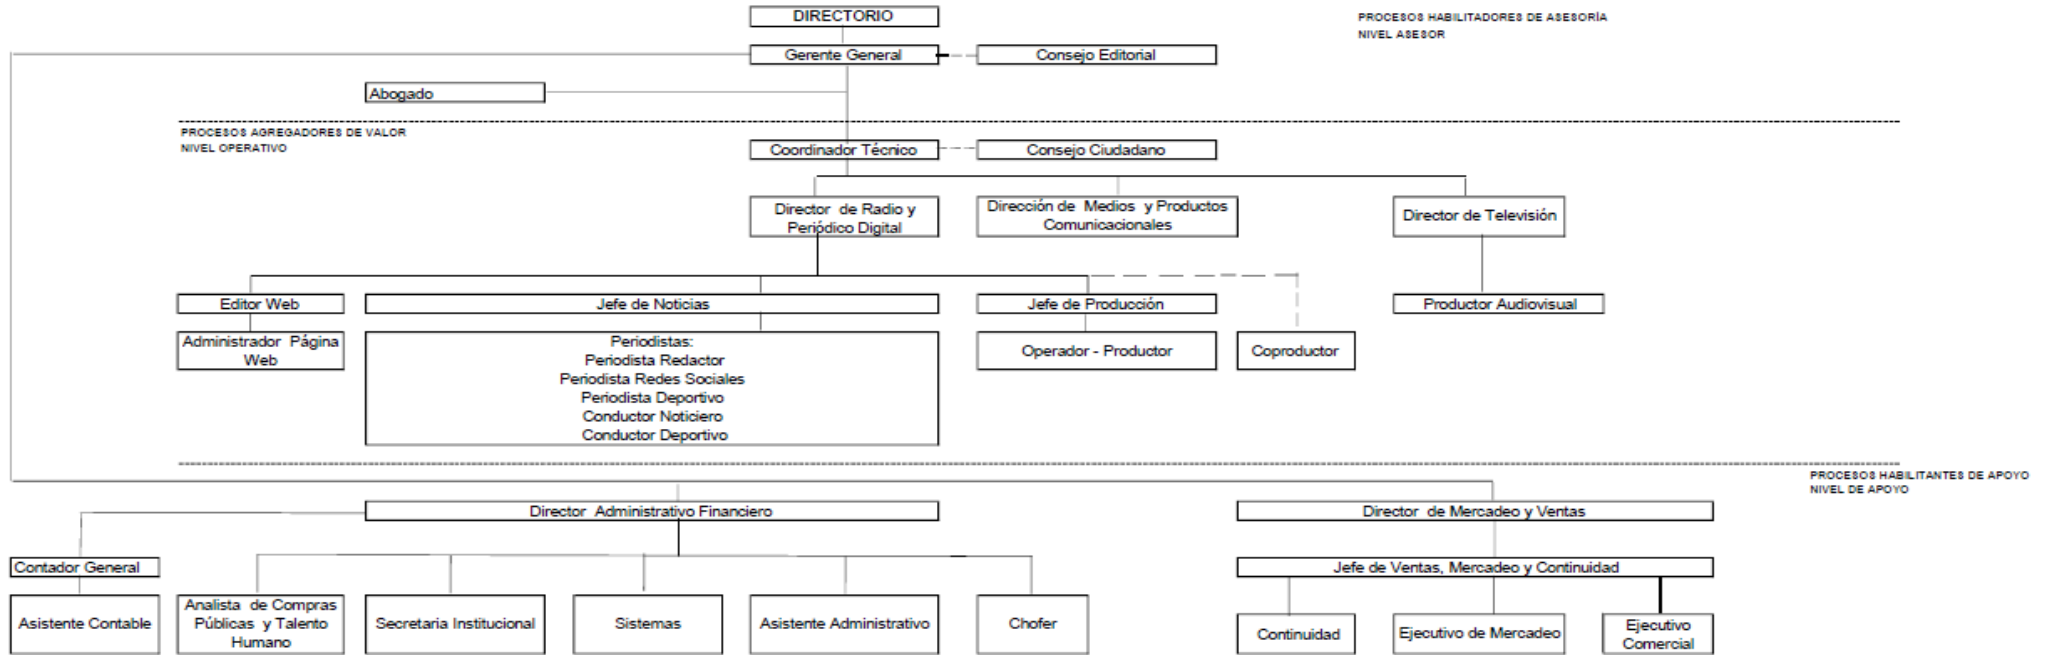 DIRECTORIO
PROCESOS HABILITADORES DE ASESORÍA
NIVEL ASESOR
Gerente General
Consejo Editorial
Abogado
PROCESOS AGREGADORES DE VALOR
NIVEL OPERATIVO
Coordinador Técnico
Consejo Ciudadano
Director de Radio y
Periódico Digital
Dirección de Medios y Productos
Comunicacionales
Director de Televisión
Editor Web
Jefe de Noticias
Jefe de Producción
Productor Audiovisual
Administrador Página
Web
Periodistas:
Periodista Redactor
Periodista Redes Sociales
Periodista Deportivo
Conductor Noticiero
Conductor Deportivo
Operador - Productor
Coproductor
PROCESOS HABILITANTES DE APOYO
NIVEL DE APOYO
Director Administrativo Financiero
Director de Mercadeo y Ventas
Contador General
Jefe de Ventas, Mercadeo y Continuidad
Asistente Contable
Analista de Compras
Públicas y Talento
Humano
Secretaria Institucional
Sistemas
Asistente Administrativo
Chofer
Continuidad
Ejecutivo de Mercadeo
Ejecutivo
Comercial